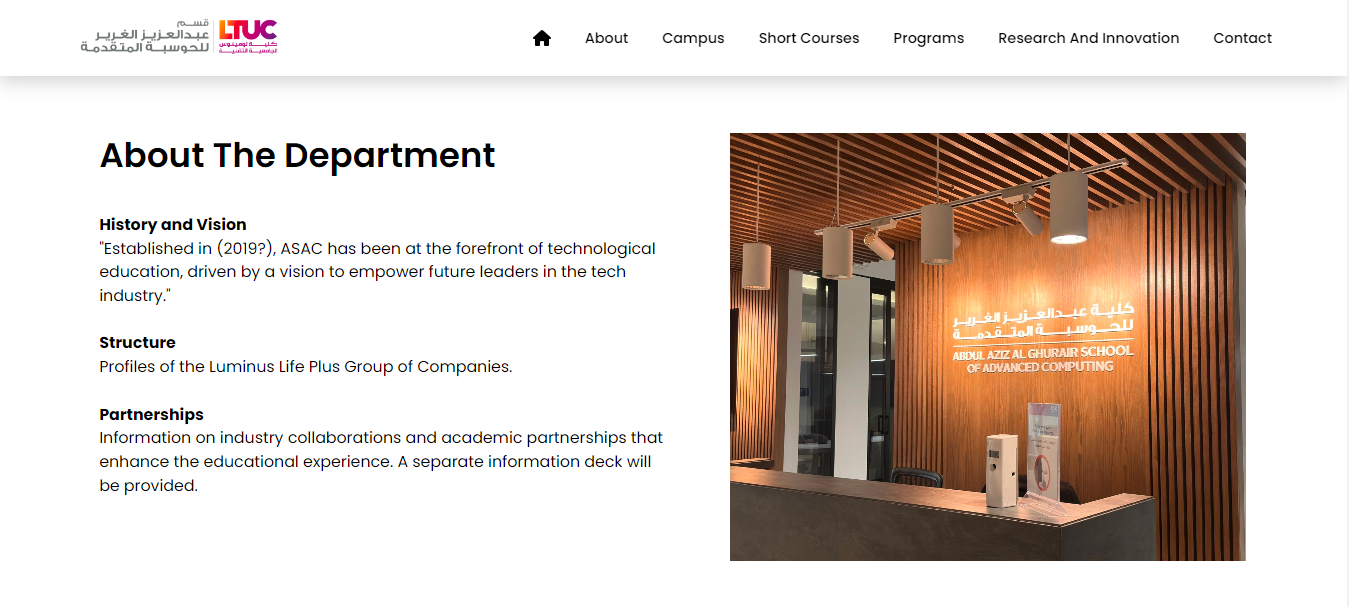 قسم
عبدالعزيز الغرير
للحوسبة المتقدمة
LTUC
كلية لومينوس
الجامعية التقنية
About
Campus
Short Courses
Programs
Research And Innovation
Contact
About The Department
History and Vision
"Established in (2019?), ASAC has been at the forefront of technological
education, driven by a vision to empower future leaders in the tech
industry."
Structure
Profiles of the Luminus Life Plus Group of Companies.
Partnerships
Information on industry collaborations and academic partnerships that
enhance the educational experience. A separate information deck will
be provided.
كلية عبدالعزيز الغرير
للحوسبة المتقدمة
ABDUL AZIZ AL GHURAIR SCHOOL
OF ADVANCED COMPUTING